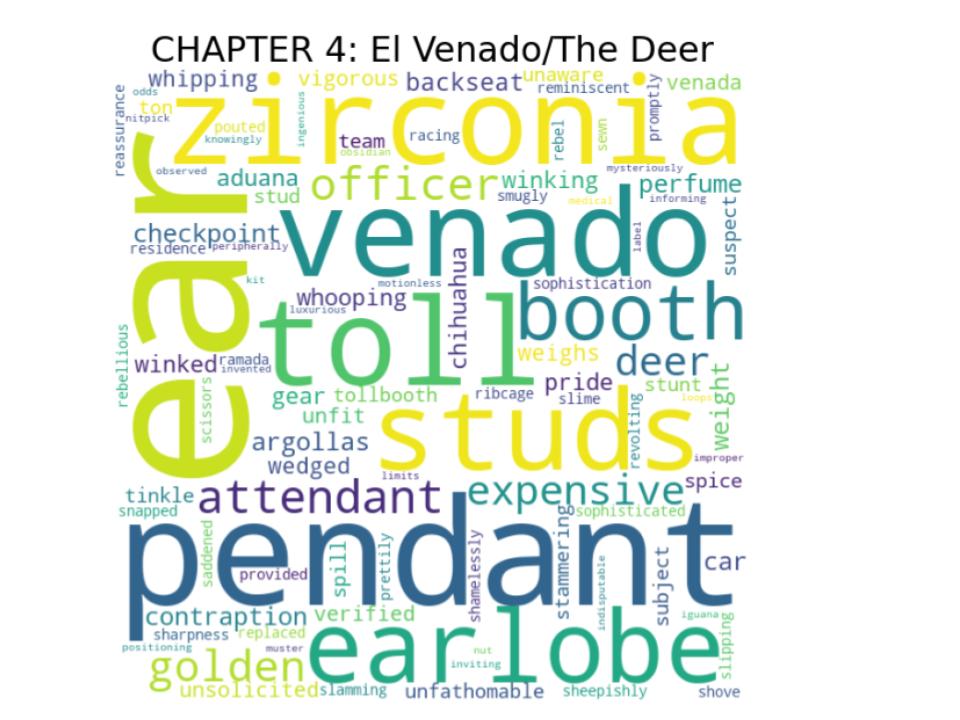 CHAPTER 4: El Venado/The Deer
whipping
vigorous
backseat
unaware
reminiscent
promptly
venada
odds
ton
nitpick
reassurance
zirconia
pouted
knowingly
ingenious
team
obsidian
racing
rebel
sewn
ear
observed
aduana
stud
officer
winking
smugly
medical
mysteriously
perfume
informing
checkpoint
residence
peripherally
venado
label
suspect
kit
motionless
sophistication
whooping
luxurious
chihuahua
toll
booth
rebellious
winked
ramada
invented
weighs
deer
scissors
gear
tollbooth
ribcage
pride
slime
stunt
loops
weight
unfit
argollas
wedged
limits
studs
revolting
improper
tinkle
snapped
attendant
expensive
spice
sophisticated
pendant
saddened
provided
spill
prettily
shamelessly
stammering
indisputable
subject
car
contraption
verified
sharpness
replaced
positioning
muster
earlobe
iguana
slipping
nut
inviting
golden
unsolicited
slamming
unfathomable
sheepishly
shove